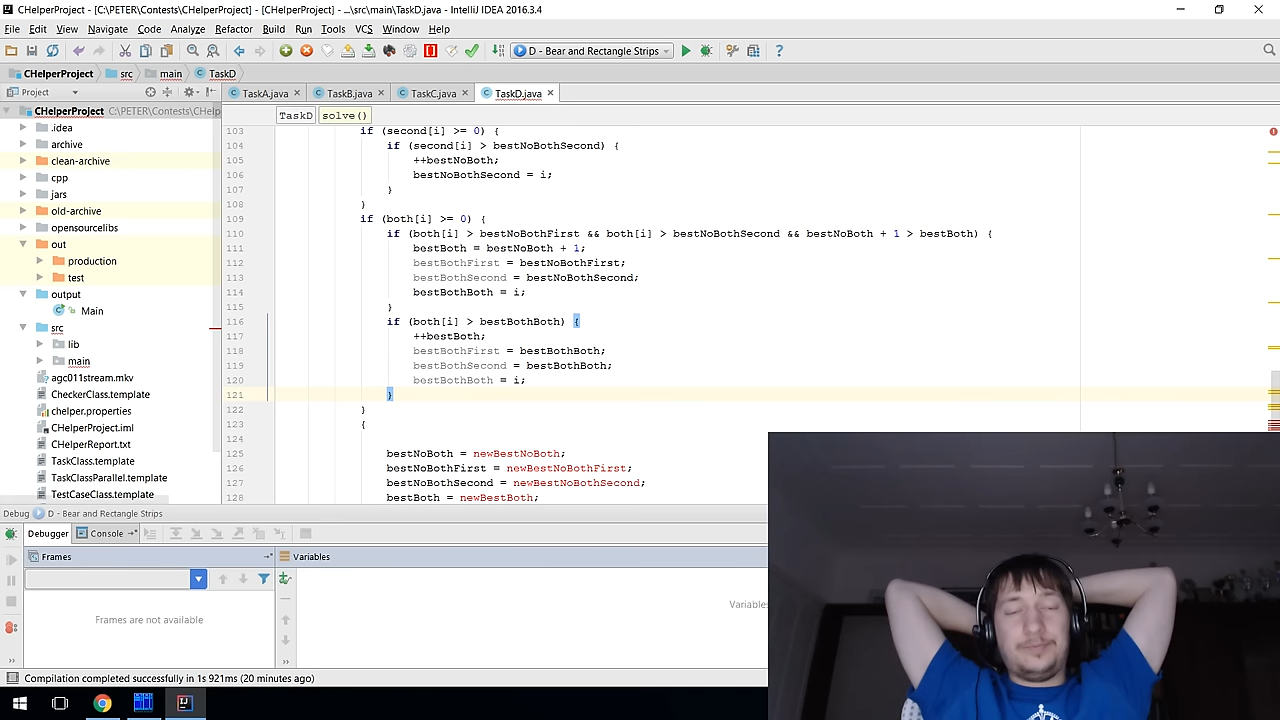 CHelperProject - [C:\PETER\Contests\CHelperProject] - [CHelperProject] - ...\src\main\TaskD.java - IntelliJ IDEA 2016.3.4
File Edit View Navigate Code Analyze Refactor Build Run Tools VCS Window Help
D - Bear and Rectangle Strips
CHelperProject src main TaskD
Project
TaskA.java TaskB.java TaskC.java TaskD.java
CHelperProject C:\PETER\Contests\CHelp
TaskD solve()
.idea
archive
clean-archive
cpp
jars
old-archive
opensourcelibs
out
production
test
output
Main
src
lib
main
agc011stream.mkv
CheckerClass.template
chelper.properties
CHelperProject.iml
CHelperReport.txt
TaskClass.template
TaskClassParallel.template
TestCaseClass.template
103 if (second[i] >= 0) {
104 if (second[i] > bestNoBothSecond) {
105 ++bestNoBoth;
106 bestNoBothSecond = i;
107 }
108 }
109 if (both[i] >= 0) {
110 if (both[i] > bestNoBothFirst && both[i] > bestNoBothSecond && bestNoBoth + 1 > bestBoth) {
111 bestBoth = bestNoBoth + 1;
112 bestBothFirst = bestNoBothFirst;
113 bestBothSecond = bestNoBothSecond;
114 bestBothBoth = i;
115 }
116 if (both[i] > bestBothBoth) {
117 ++bestBoth;
118 bestBothFirst = bestBothBoth;
119 bestBothSecond = bestBothBoth;
120 bestBothBoth = i;
121 }
122 }
123 {
124
125 bestNoBoth = newBestNoBoth;
126 bestNoBothFirst = newBestNoBothFirst;
127 bestNoBothSecond = newBestNoBothSecond;
128 bestBoth = newBestBoth;
Debug D - Bear and Rectangle Strips
Debugger Console
Frames Variables
Frames are not available
Variables
Compilation completed successfully in 1s 921ms (20 minutes ago)